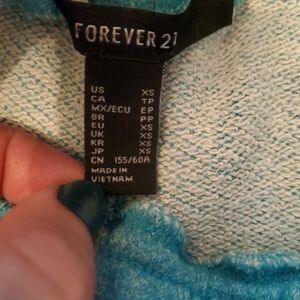 FOREVER 21
US XS
CA TP
MX/ECU EP
BR PP
EU XS
UK XS
KR XS
JP XS
CN 155/60A
MADE IN
VIETNAM